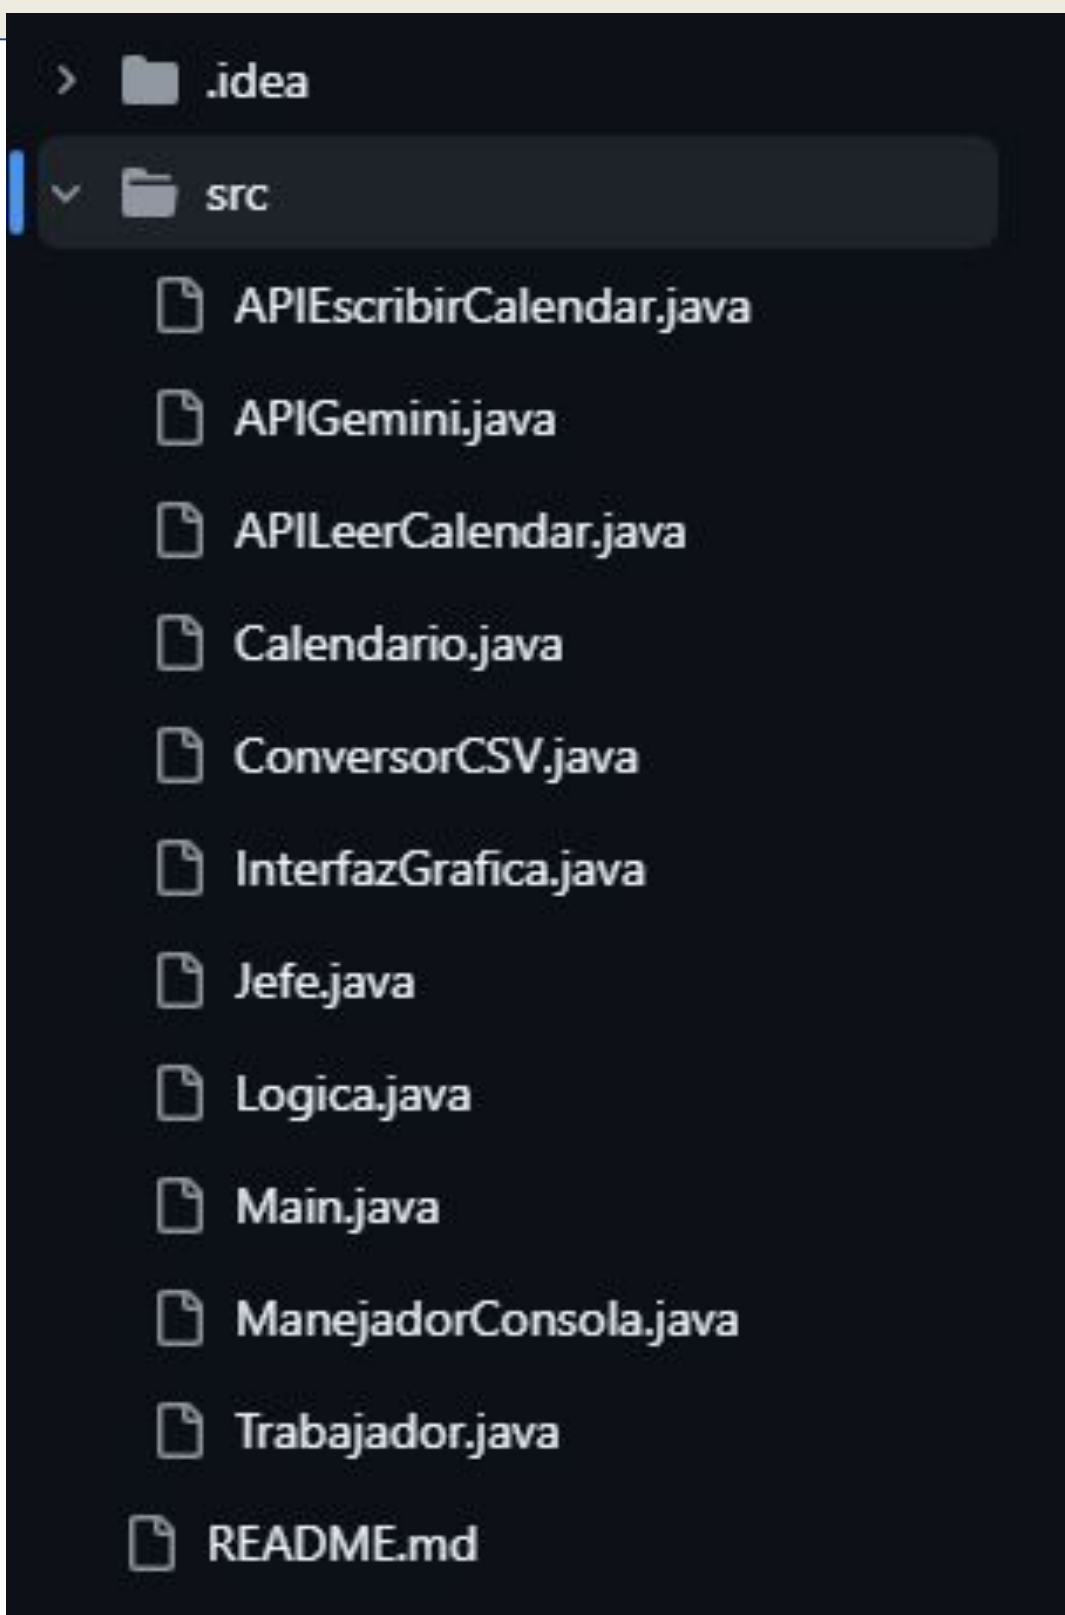 .idea
src
APIEscribirCalendar.java
APIGemini.java
APILeerCalendar.java
Calendario.java
ConversorCSV.java
InterfazGrafica.java
Jefe.java
Logica.java
Main.java
ManejadorConsola.java
Trabajador.java
README.md